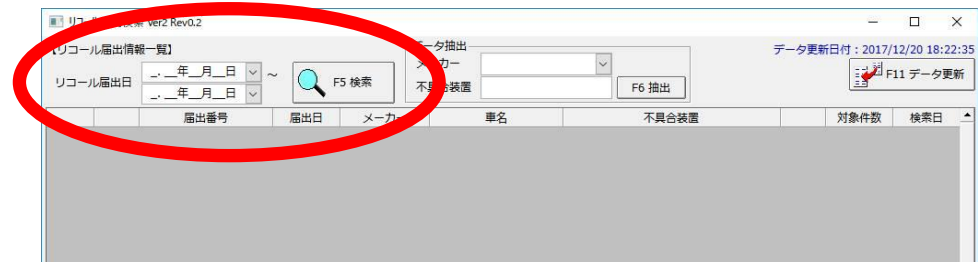 Ver2 Rev0.2
リコール届出情報一覧】
データ更新日付：2017/12/20 18:22:35
リコール届出日
_.__年__月__日
～
_.__年__月__日
F5 検索
データ抽出
メーカー
不具合装置
F6 抽出
F11 データ更新
届出番号 届出日 メーカー 車名 不具合装置 対象件数 検索日